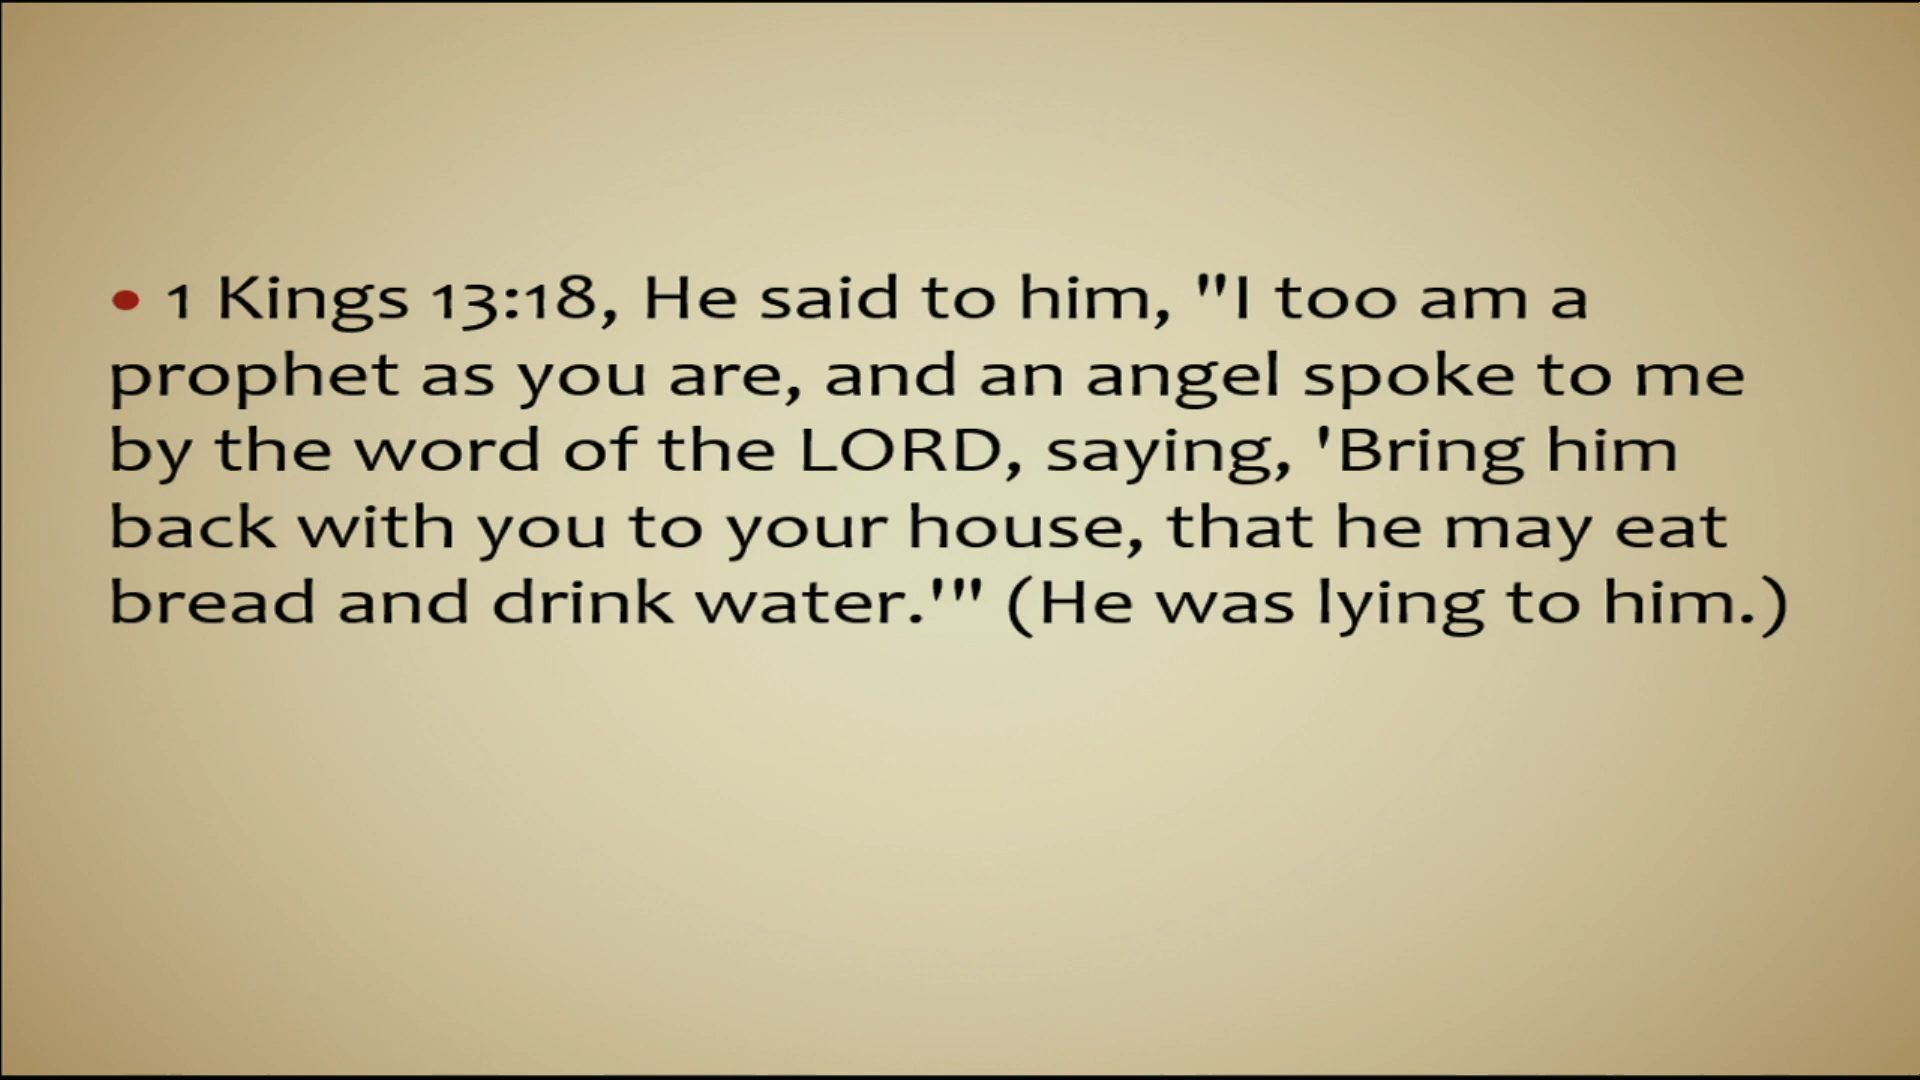 • 1 Kings 13:18, He said to him, "I too am a
prophet as you are, and an angel spoke to me
by the word of the LORD, saying, 'Bring him
back with you to your house, that he may eat
bread and drink water.'" (He was lying to him.)